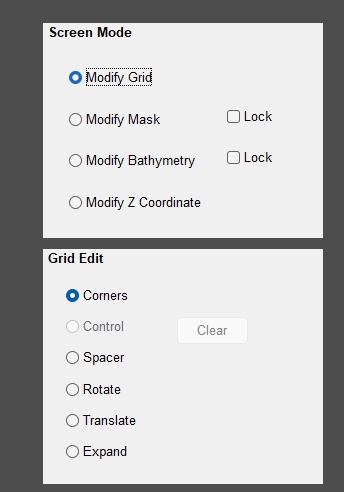 Screen Mode
Modify Grid
Modify Mask Lock
Modify Bathymetry Lock
Modify Z Coordinate
Grid Edit
Corners
Control Clear
Spacer
Rotate
Translate
Expand